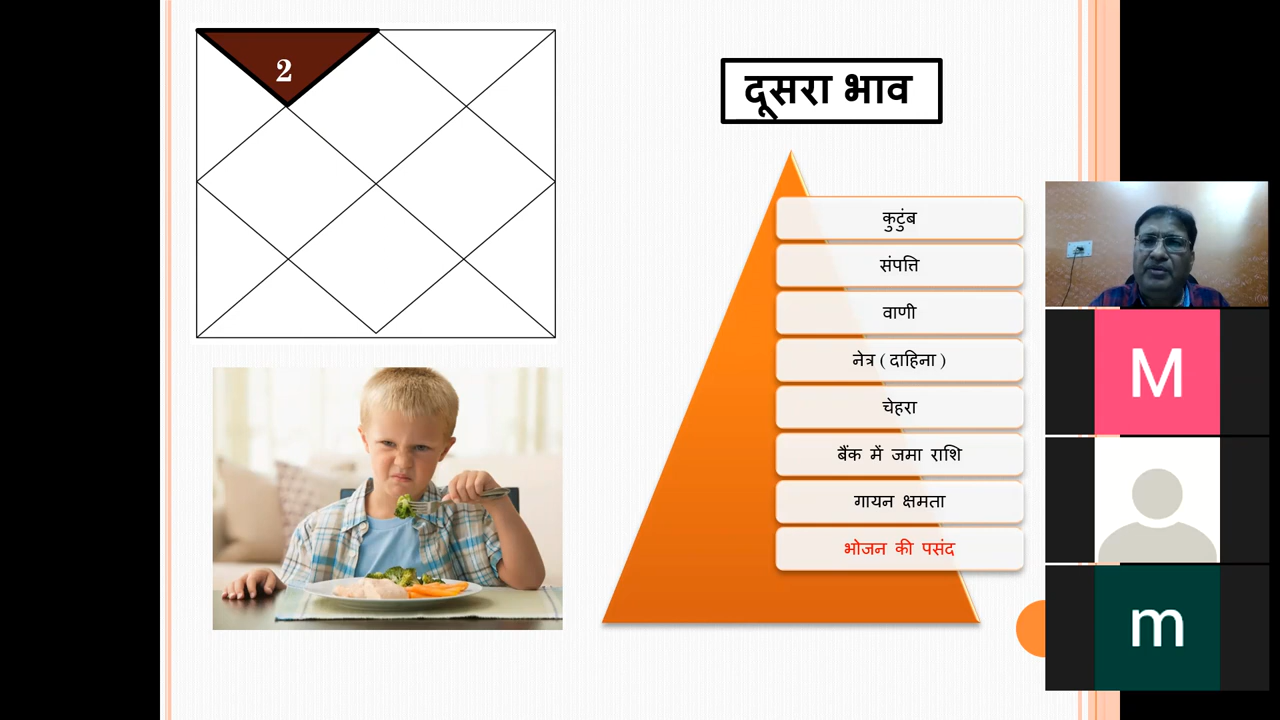 2
दूसरा भाव
कुटुंब
संपत्ति
वाणी
नेत्र ( दाहिना )
चेहरा
बैंक में जमा राशि
गायन क्षमता
भोजन की पसंद
M
m